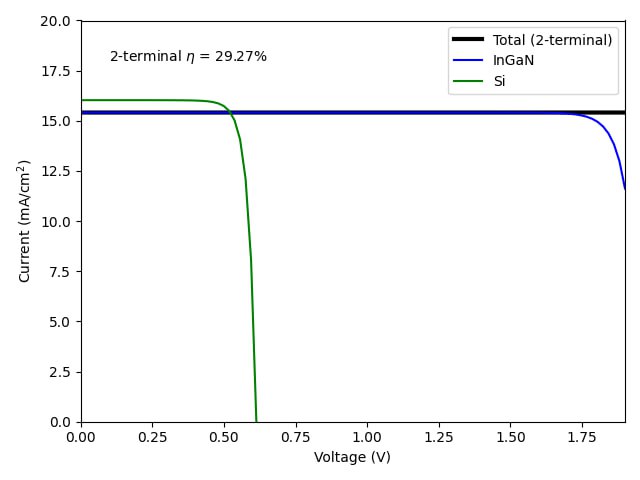 2-terminal η = 29.27%
Total (2-terminal)
InGaN
Si
20.0
17.5
15.0
12.5
10.0
7.5
5.0
2.5
0.0
Current (mA/cm²)
0.00 0.25 0.50 0.75 1.00 1.25 1.50 1.75
Voltage (V)